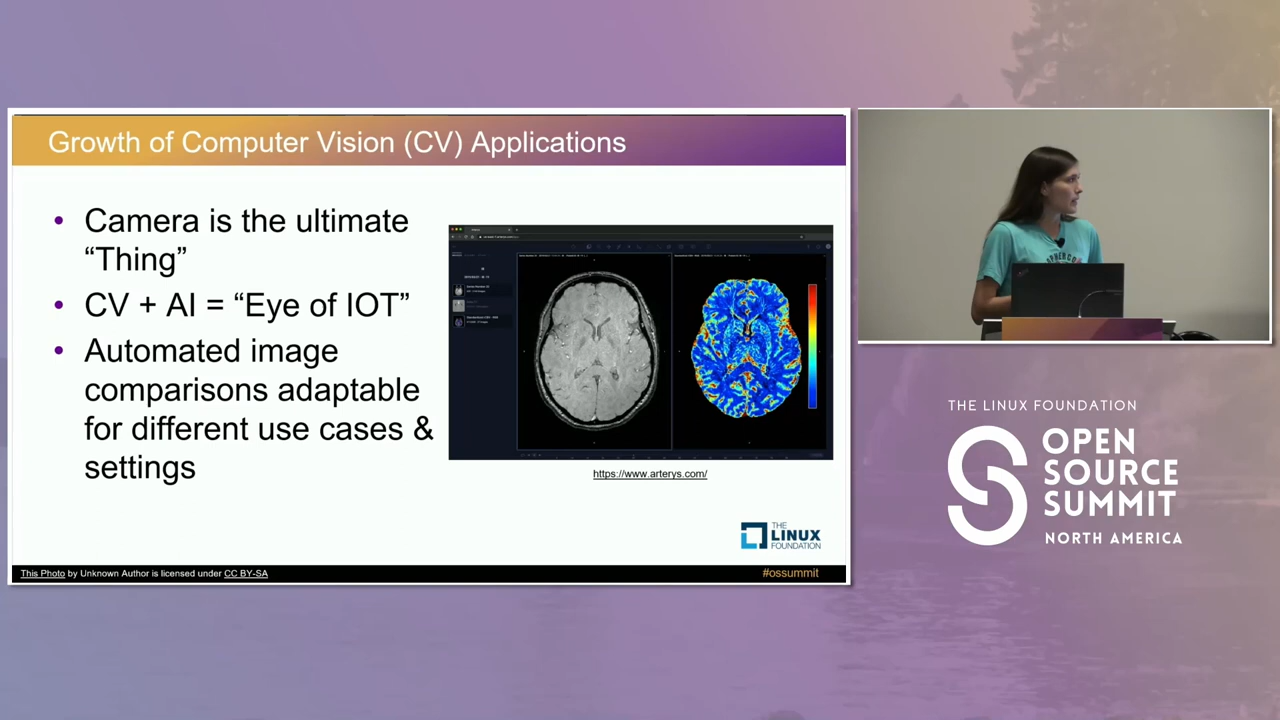 Growth of Computer Vision (CV) Applications
• Camera is the ultimate
“Thing”
• CV + AI = “Eye of IOT”
• Automated image
comparisons adaptable
for different use cases &
settings
https://www.arterys.com/
THE
LINUX
FOUNDATION
This Photo by Unknown Author is licensed under CC BY-SA
#ossummit
THE LINUX FOUNDATION
OPEN
SOURCE
SUMMIT
NORTH AMERICA